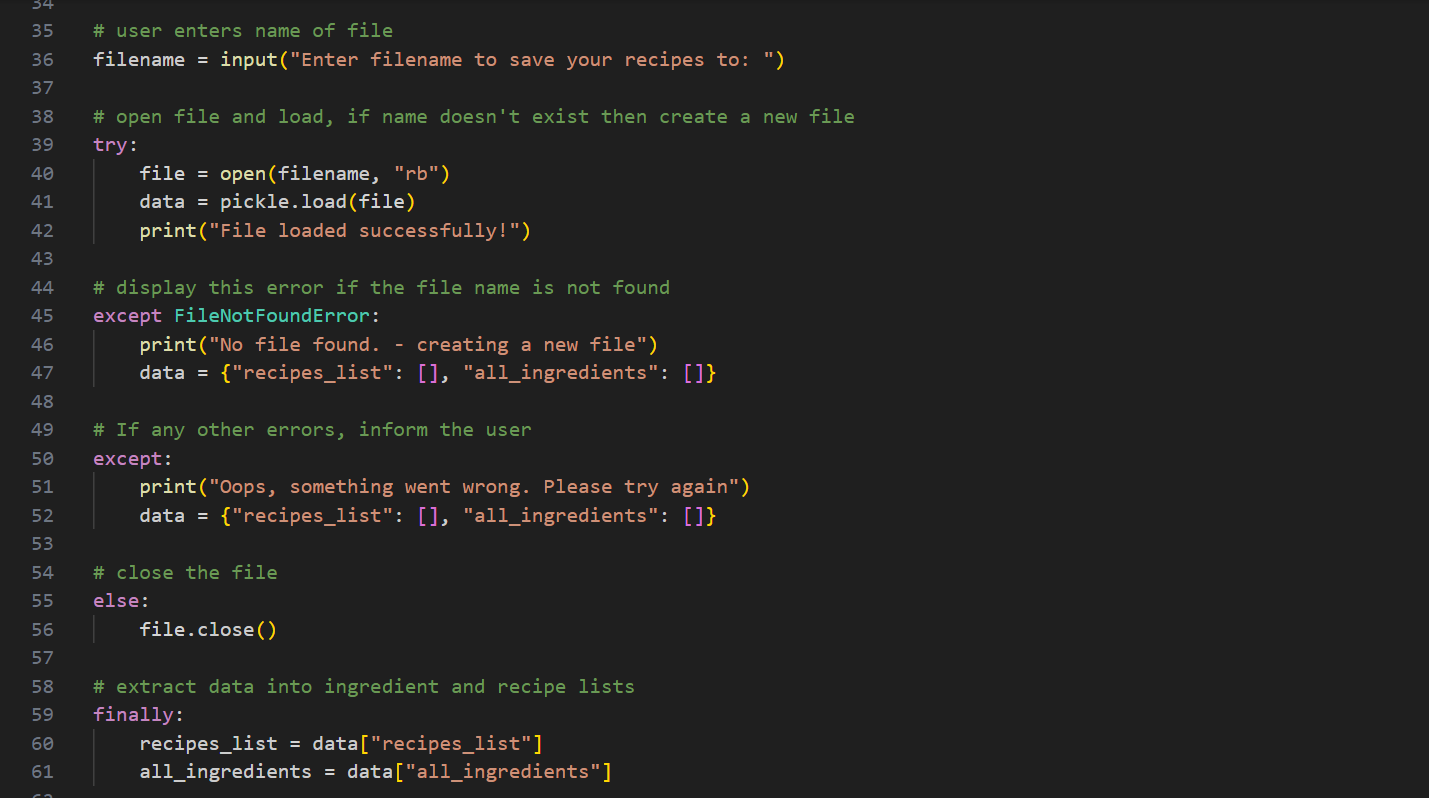 34
35 # user enters name of file
36 filename = input("Enter filename to save your recipes to: ")
37
38 # open file and load, if name doesn't exist then create a new file
39 try:
40     file = open(filename, "rb")
41     data = pickle.load(file)
42     print("File loaded successfully!")
43
44 # display this error if the file name is not found
45 except FileNotFoundError:
46     print("No file found. - creating a new file")
47     data = {"recipes_list": [], "all_ingredients": []}
48
49 # If any other errors, inform the user
50 except:
51     print("Oops, something went wrong. Please try again")
52     data = {"recipes_list": [], "all_ingredients": []}
53
54 # close the file
55 else:
56     file.close()
57
58 # extract data into ingredient and recipe lists
59 finally:
60     recipes_list = data["recipes_list"]
61     all_ingredients = data["all_ingredients"]